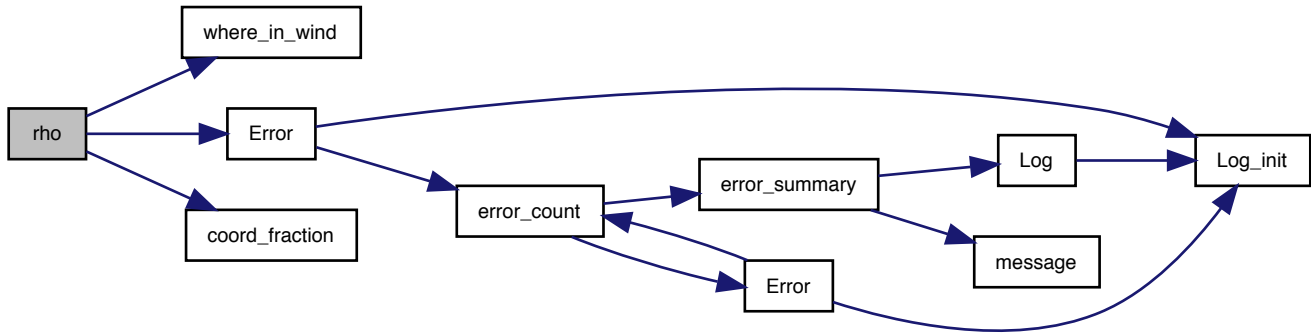 where_in_wind
rho
Error
coord_fraction
error_count
error_summary
Error
Log
message
Log_init